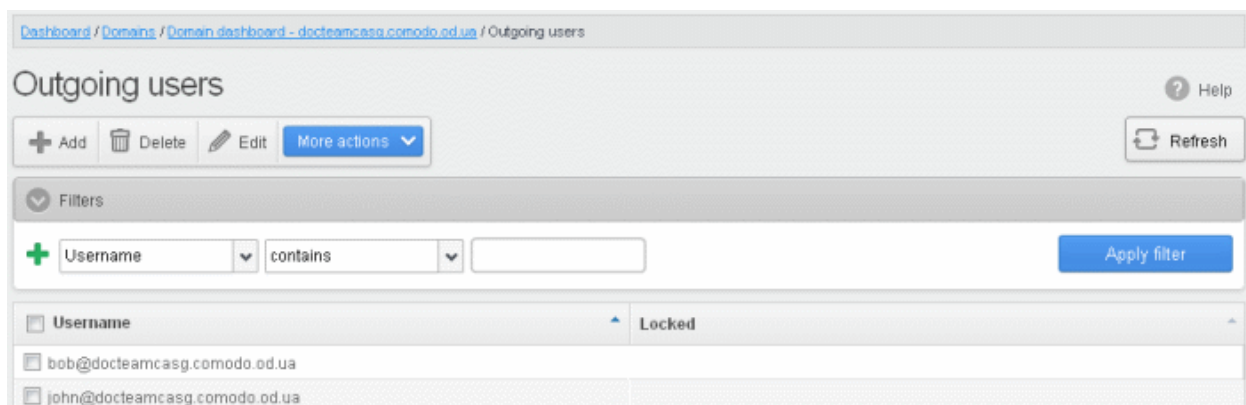 Dashboard / Domains / Domain dashboard - docteamcasg.comodo.od.ua / Outgoing users
Outgoing users
Help
Add Delete Edit More actions
Refresh
Filters
Username contains
Apply filter
Username Locked
bob@docteamcasg.comodo.od.ua
john@docteamcasg.comodo.od.ua